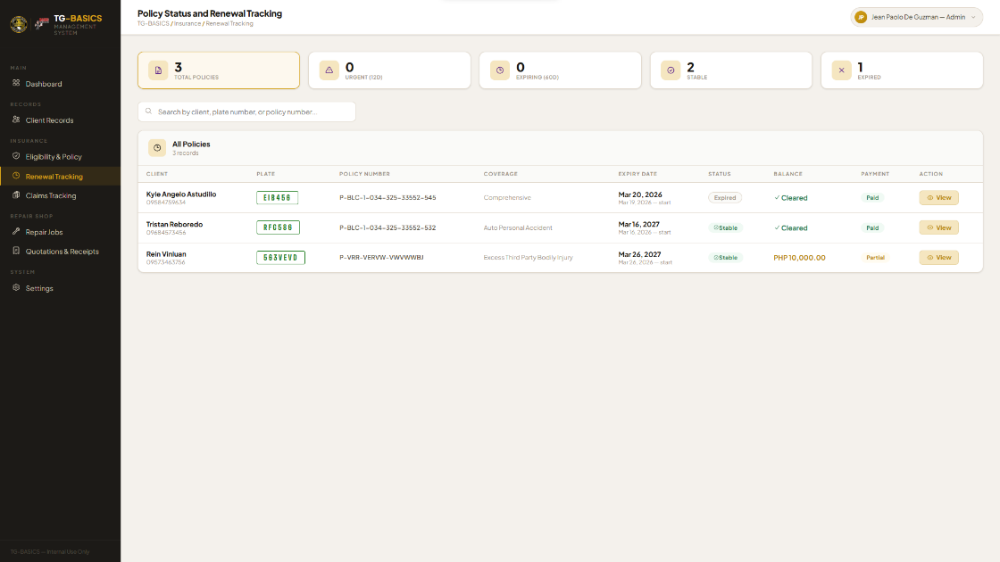 TG-BASICS
MANAGEMENT
SYSTEM
MAIN
Dashboard
RECORDS
Client Records
INSURANCE
Eligibility & Policy
Renewal Tracking
Claims Tracking
REPAIR SHOP
Repair Jobs
Quotations & Receipts
SYSTEM
Settings
TG-BASICS — Internal Use Only
Policy Status and Renewal Tracking
TG-BASICS / Insurance / Renewal Tracking
JP Jean Paolo De Guzman — Admin
3
TOTAL POLICIES
0
URGENT (12D)
0
EXPIRING (60D)
2
STABLE
1
EXPIRED
Search by client, plate number, or policy number...
All Policies
3 records
CLIENT PLATE POLICY NUMBER COVERAGE EXPIRY DATE STATUS BALANCE PAYMENT ACTION
Kyle Angelo Astudillo EIB456 P-BLC-1-034-325-33552-545 Comprehensive Mar 20, 2026 Expired ✓ Cleared Paid View
09584759634 Mar 19, 2026 — start
Tristan Reboredo RFG586 P-BLC-1-034-325-33552-532 Auto Personal Accident Mar 16, 2027 Stable ✓ Cleared Paid View
09684573456 Mar 16, 2026 — start
Rein Vinluan 563VEVD P-VRR-VERVW-VWVWWBJ Excess Third Party Bodily Injury Mar 26, 2027 Stable PHP 10,000.00 Partial View
09573463756 Mar 26, 2026 — start